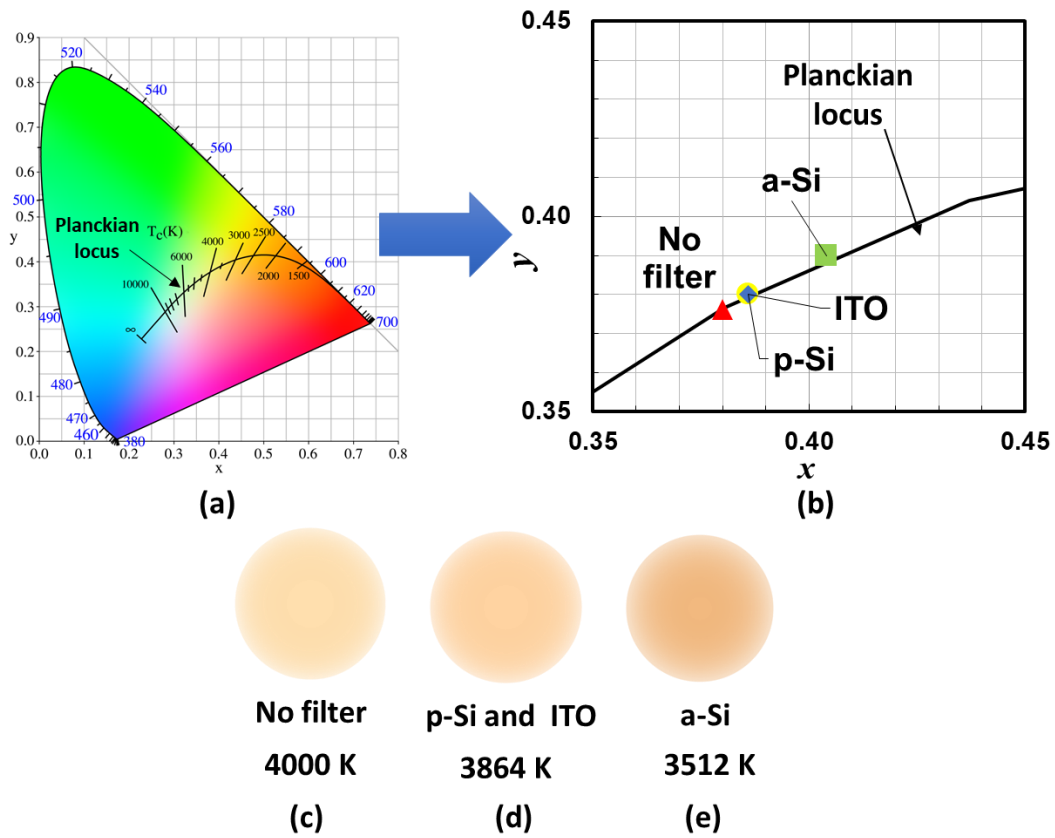 0.9
0.8
0.7
0.6
0.5
y
0.4
0.3
0.2
0.1
0.0
0.0
0.1
0.2
0.3
0.4
0.5
0.6
0.7
0.8
x
520
540
560
580
600
620
700
500
490
480
470
460
380
Planckian
locus
T_c(K)
∞
10000
6000
4000
3000
2500
2000
1500
(a)
0.45
0.40
0.35
y
0.35
0.40
0.45
x
Planckian
locus
a-Si
No
filter
ITO
p-Si
(b)
No filter
4000 K
(c)
p-Si and ITO
3864 K
(d)
a-Si
3512 K
(e)